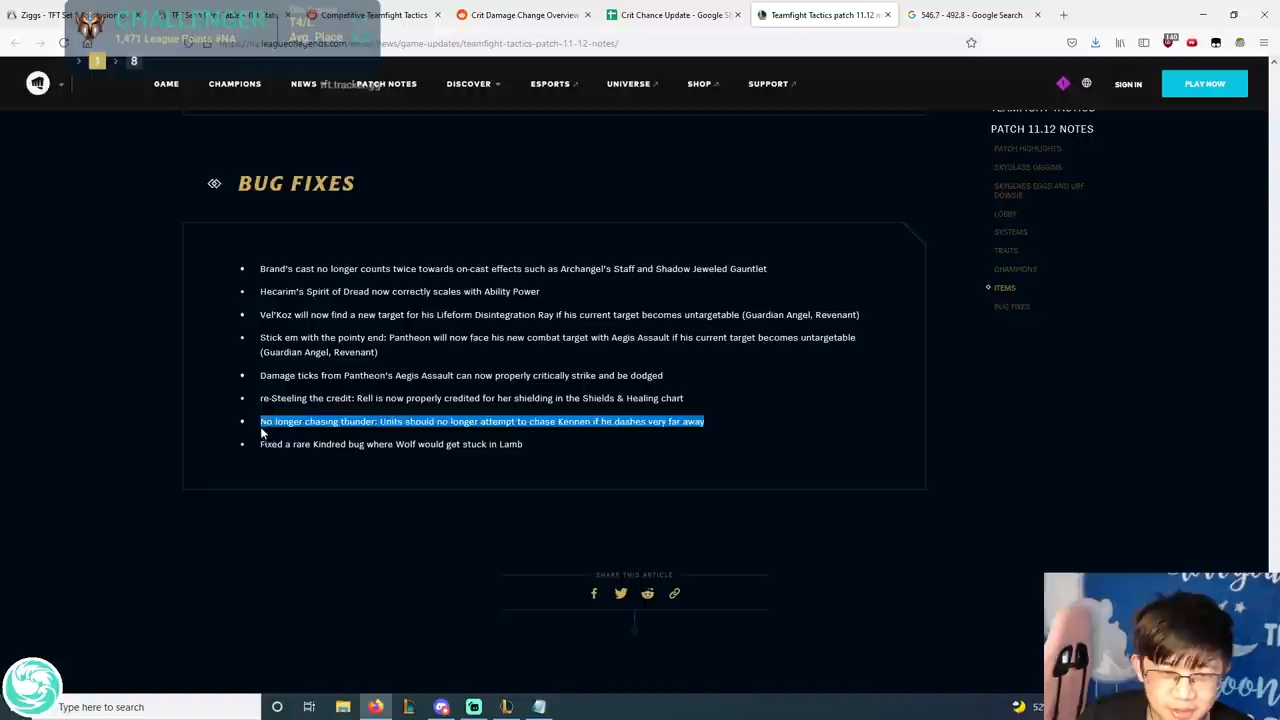 Ziggs - TFT Set 5
Competitive Teamfight Tactics
Crit Damage Change Overview
Crit Chance Update - Google S
Teamfight Tactics patch 11.12 n
546.7 - 492.8 - Google Search
CHALLENGER
1,471 League Points #NA
T4/L
Avg. Place
1
8
leagueoflegends.com
/news/game-updates/teamfight-tactics-patch-11-12-notes/
140
GAME
CHAMPIONS
NEWS
PATCH NOTES
DISCOVER
ESPORTS
UNIVERSE
SHOP
SUPPORT
SIGN IN
PLAY NOW
TEAMFIGHT TACTICS
PATCH 11.12 NOTES
PATCH HIGHLIGHTS
SKYGLASS ORIGINS
SKYGLASS EGGS AND URF
DOWSIE
LOBBY
SYSTEMS
TRAITS
CHAMPIONS
ITEMS
BUG FIXES
BUG FIXES
Brand's cast no longer counts twice towards on-cast effects such as Archangel's Staff and Shadow Jeweled Gauntlet
Hecarim's Spirit of Dread now correctly scales with Ability Power
Vel'Koz will now find a new target for his Lifeform Disintegration Ray if his current target becomes untargetable (Guardian Angel, Revenant)
Stick em with the pointy end: Pantheon will now face his new combat target with Aegis Assault if his current target becomes untargetable
(Guardian Angel, Revenant)
Damage ticks from Pantheon's Aegis Assault can now properly critically strike and be dodged
re-Steeling the credit: Rell is now properly credited for her shielding in the Shields & Healing chart
No longer chasing thunder: Units should no longer attempt to chase Kennen if he dashes very far away
Fixed a rare Kindred bug where Wolf would get stuck in Lamb
SHARE THIS ARTICLE
Type here to search